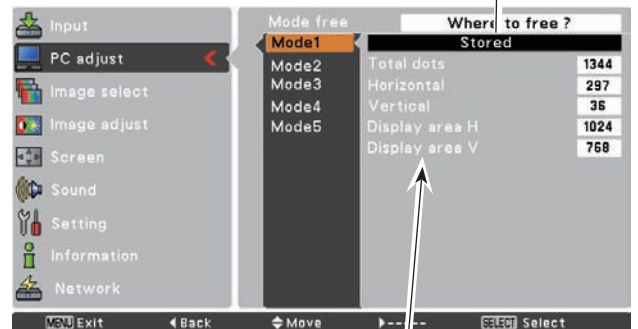 Input
PC adjust
Image select
Image adjust
Screen
Sound
Setting
Information
Network
Mode free
Where to free ?
Mode1
Mode2
Mode3
Mode4
Mode5
Stored
Total dots 1344
Horizontal 297
Vertical 36
Display area H 1024
Display area V 768
MENU Exit
Back
Move
-----
SELECT Select